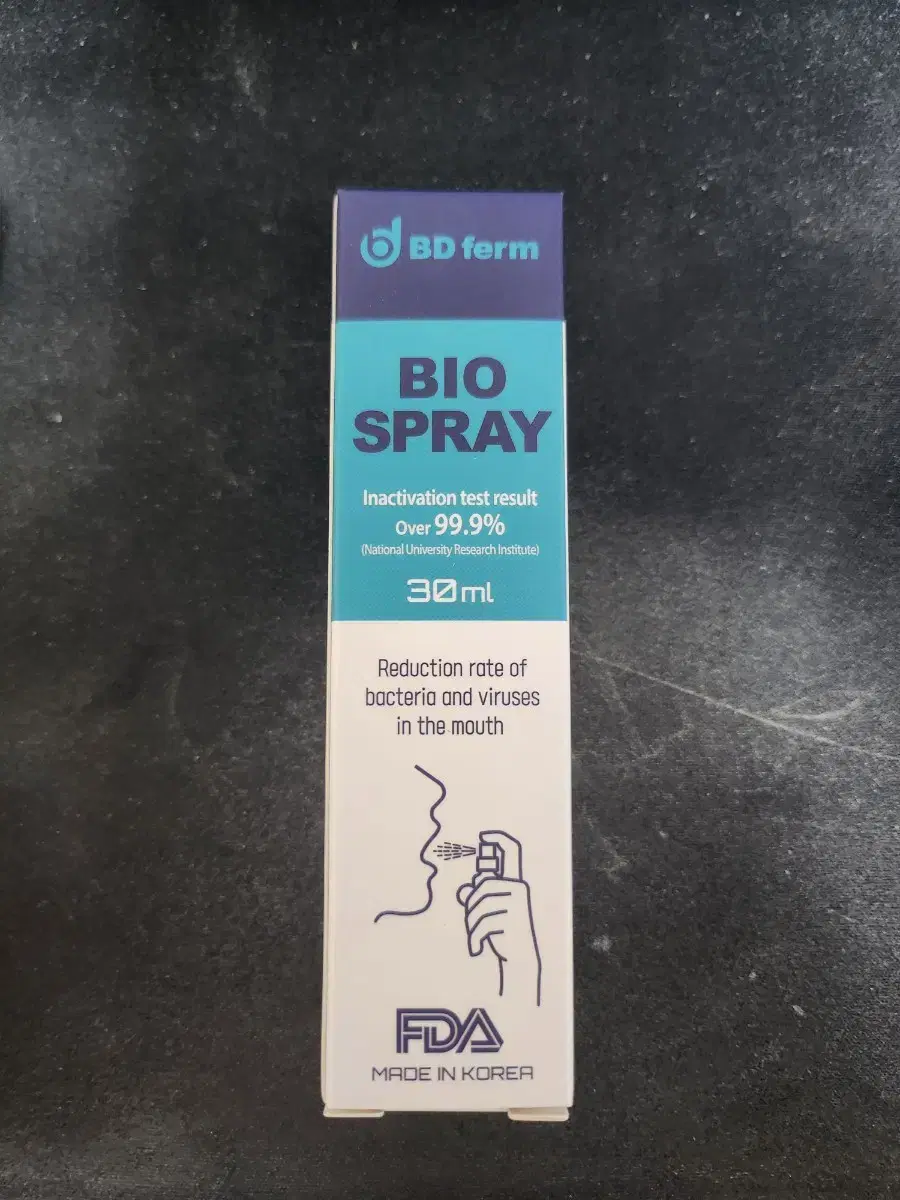 BD ferm
BIO
SPRAY
Inactivation test result
Over 99.9%
(National University Research Institute)
30ml
Reduction rate of
bacteria and viruses
in the mouth
FDA
MADE IN KOREA